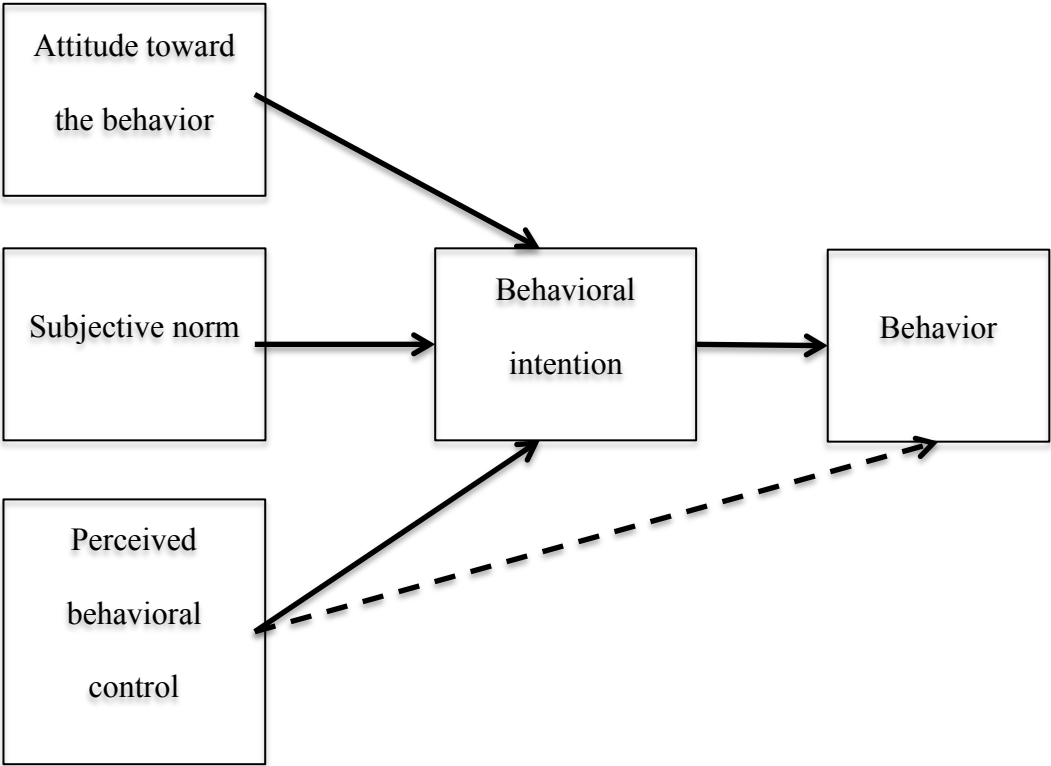 Attitude toward
the behavior
Subjective norm
Behavioral
intention
Behavior
Perceived
behavioral
control